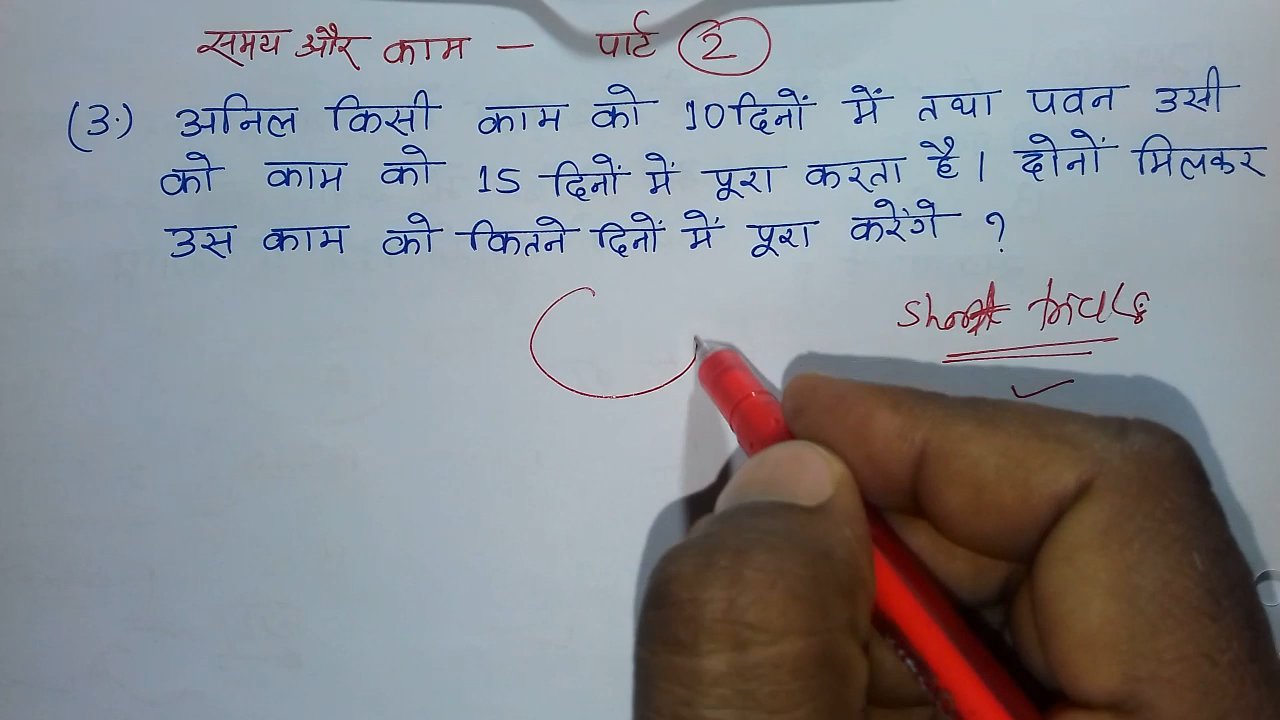 समय और काम — पार्ट 2
(3.) अनिल किसी काम को 10 दिनों में तथा पवन उसी
को काम को 15 दिनों में पूरा करता है। दोनों मिलकर
उस काम को कितने दिनों में पूरा करेंगे ?
Short tricks